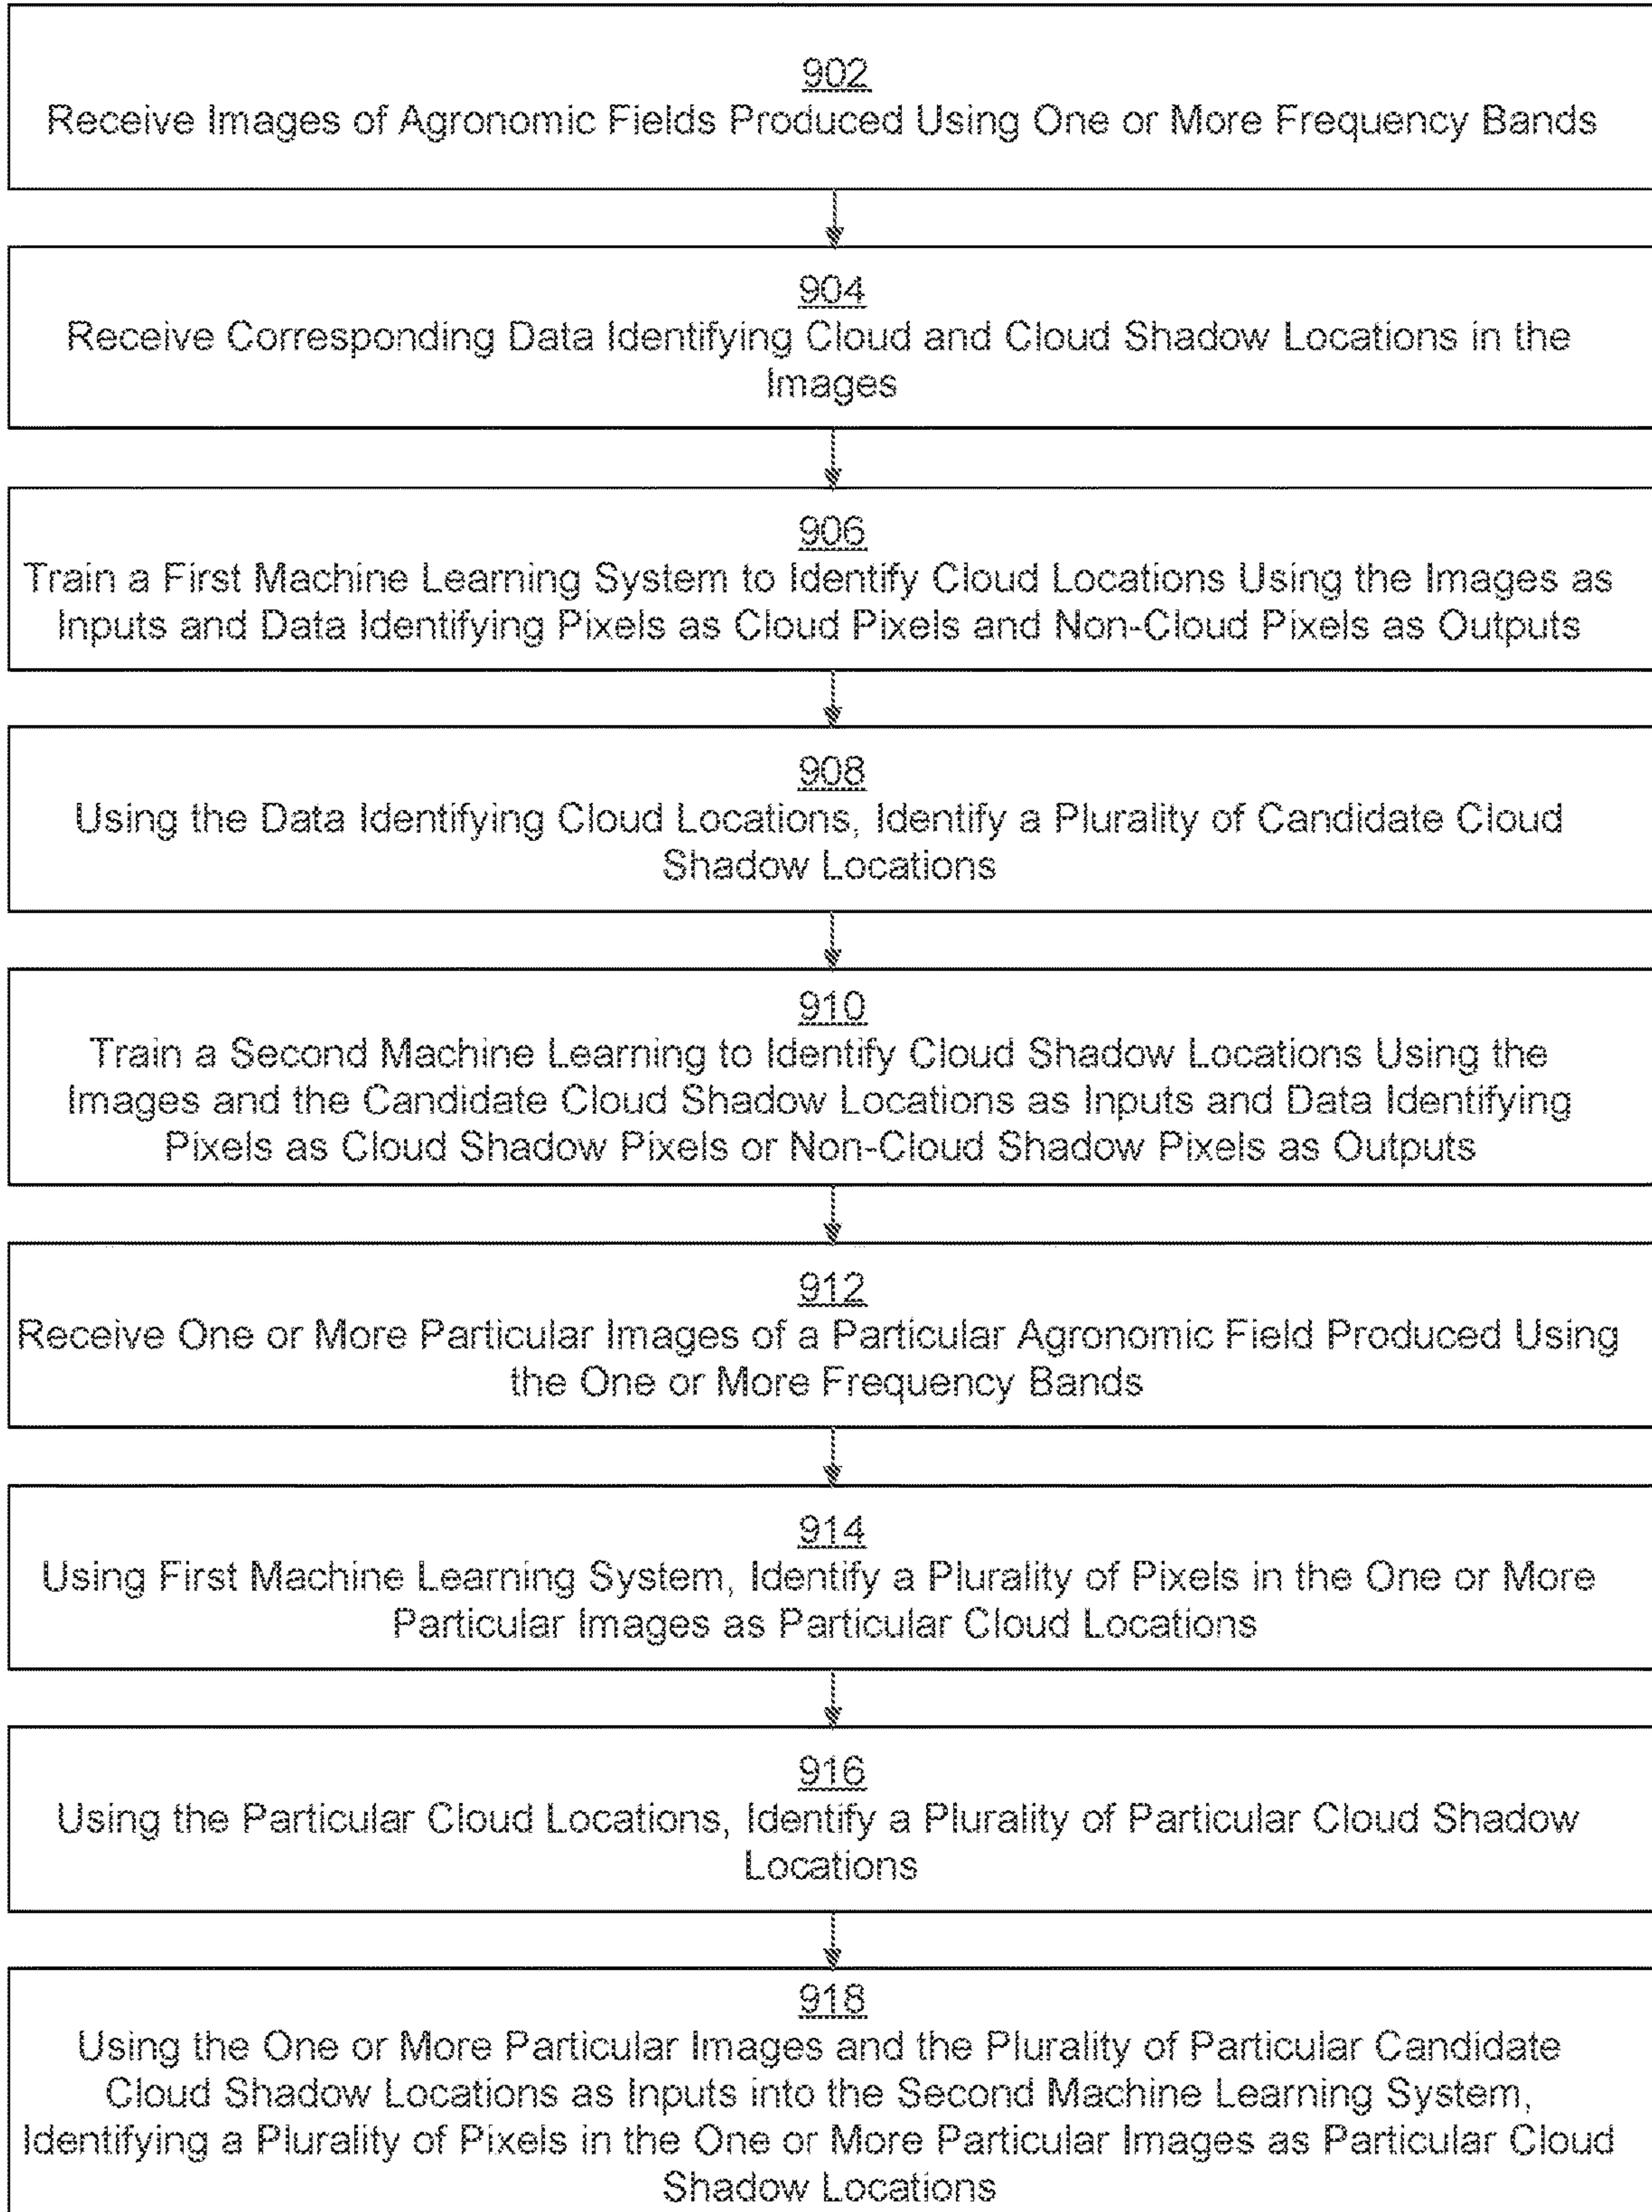 902
Receive Images of Agronomic Fields Produced Using One or More Frequency Bands
904
Receive Corresponding Data Identifying Cloud and Cloud Shadow Locations in the
Images
906
Train a First Machine Learning System to Identify Cloud Locations Using the Images as
Inputs and Data Identifying Pixels as Cloud Pixels and Non-Cloud Pixels as Outputs
908
Using the Data Identifying Cloud Locations, Identify a Plurality of Candidate Cloud
Shadow Locations
910
Train a Second Machine Learning to Identify Cloud Shadow Locations Using the
Images and the Candidate Cloud Shadow Locations as Inputs and Data Identifying
Pixels as Cloud Shadow Pixels or Non-Cloud Shadow Pixels as Outputs
912
Receive One or More Particular Images of a Particular Agronomic Field Produced Using
the One or More Frequency Bands
914
Using First Machine Learning System, Identify a Plurality of Pixels in the One or More
Particular Images as Particular Cloud Locations
916
Using the Particular Cloud Locations, Identify a Plurality of Particular Cloud Shadow
Locations
918
Using the One or More Particular Images and the Plurality of Particular Candidate
Cloud Shadow Locations as Inputs into the Second Machine Learning System,
Identifying a Plurality of Pixels in the One or More Particular Images as Particular Cloud
Shadow Locations